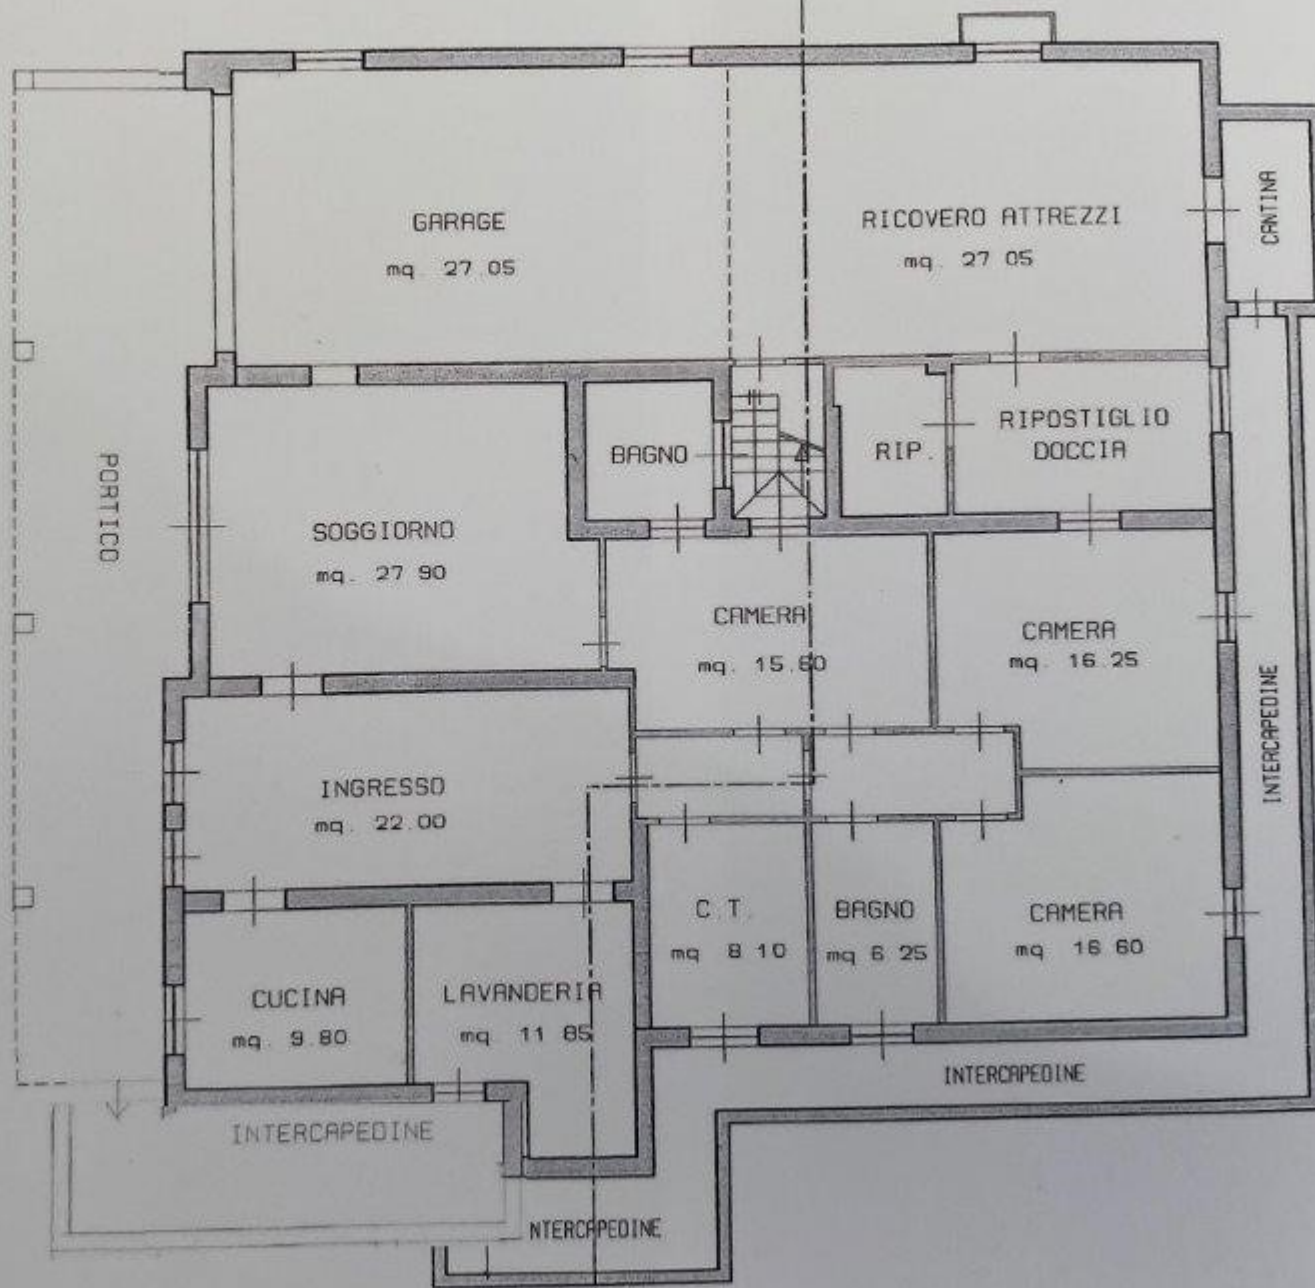 GARAGE
mq. 27.05
RICOVERO ATTREZZI
mq. 27.05
CANTINA
PORTICO
SOGGIORNO
mq. 27.90
BAGNO
RIP.
RIPOSTIGLIO
DOCCIA
CAMERA
mq. 15.60
CAMERA
mq. 16.25
INTERCAPEDINE
INGRESSO
mq. 22.00
C.T.
mq 8.10
BAGNO
mq 6.25
CAMERA
mq 16.60
CUCINA
mq. 9.80
LAVANDERIA
mq. 11.85
INTERCAPEDINE
INTERCAPEDINE
NTERCAPEDINE